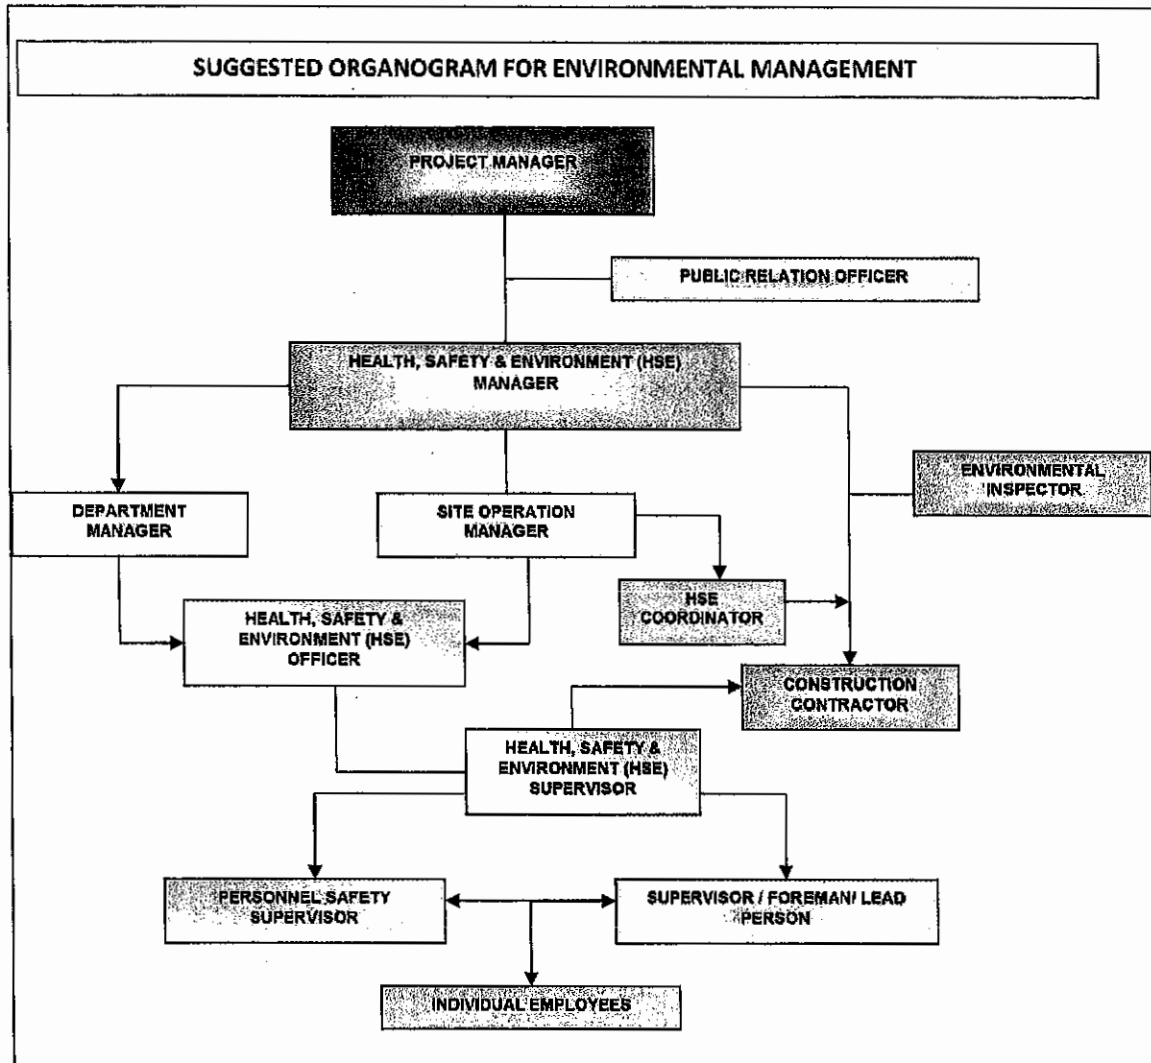 SUGGESTED ORGANOGRAM FOR ENVIRONMENTAL MANAGEMENT
PROJECT MANAGER
PUBLIC RELATION OFFICER
HEALTH, SAFETY & ENVIRONMENT (HSE)
MANAGER
ENVIRONMENTAL
INSPECTOR
DEPARTMENT
MANAGER
SITE OPERATION
MANAGER
HSE
COORDINATOR
HEALTH, SAFETY &
ENVIRONMENT (HSE)
OFFICER
CONSTRUCTION
CONTRACTOR
HEALTH, SAFETY &
ENVIRONMENT (HSE)
SUPERVISOR
PERSONNEL SAFETY
SUPERVISOR
SUPERVISOR / FOREMAN/ LEAD
PERSON
INDIVIDUAL EMPLOYEES